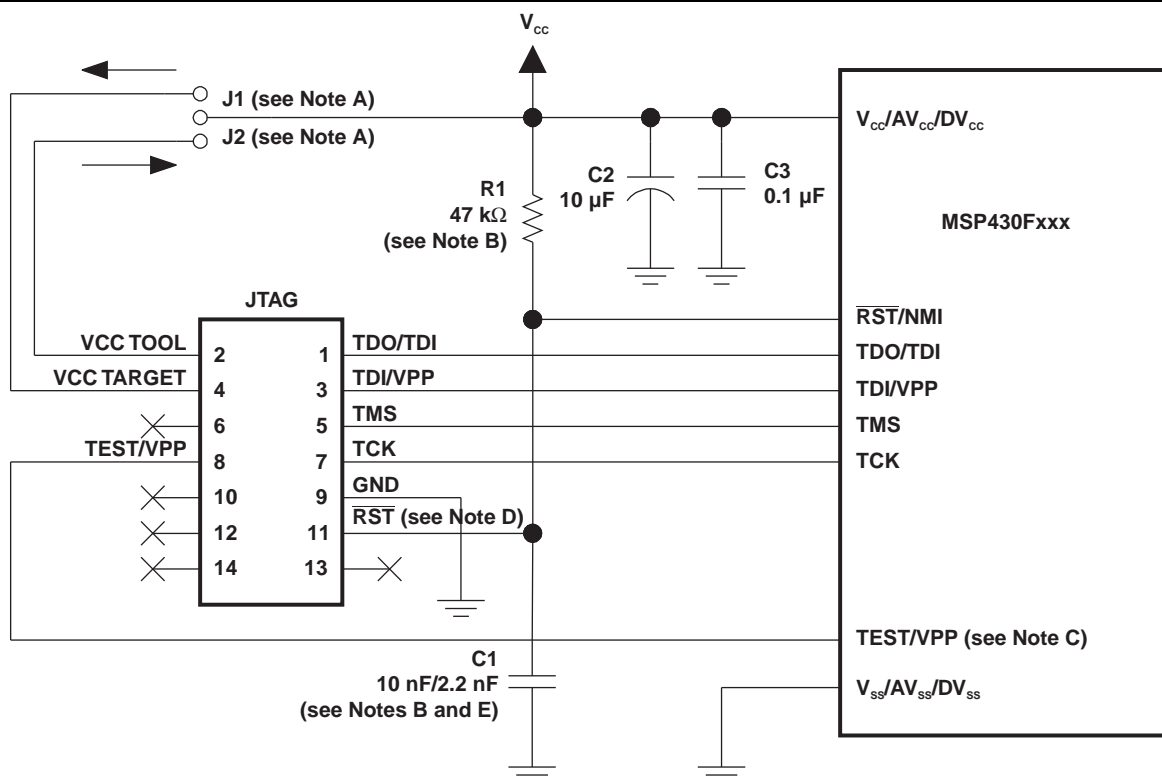 Vcc
J1 (see Note A)
J2 (see Note A)
R1
47 kΩ
(see Note B)
C2
10 µF
C3
0.1 µF
Vcc/AVcc/DVcc
MSP430Fxxx
RST/NMI
TDO/TDI
TDI/VPP
TMS
TCK
TEST/VPP (see Note C)
Vss/AVss/DVss
JTAG
VCC TOOL
VCC TARGET
TEST/VPP
2
4
6
8
10
12
14
1
3
5
7
9
11
13
TDO/TDI
TDI/VPP
TMS
TCK
GND
RST (see Note D)
C1
10 nF/2.2 nF
(see Notes B and E)